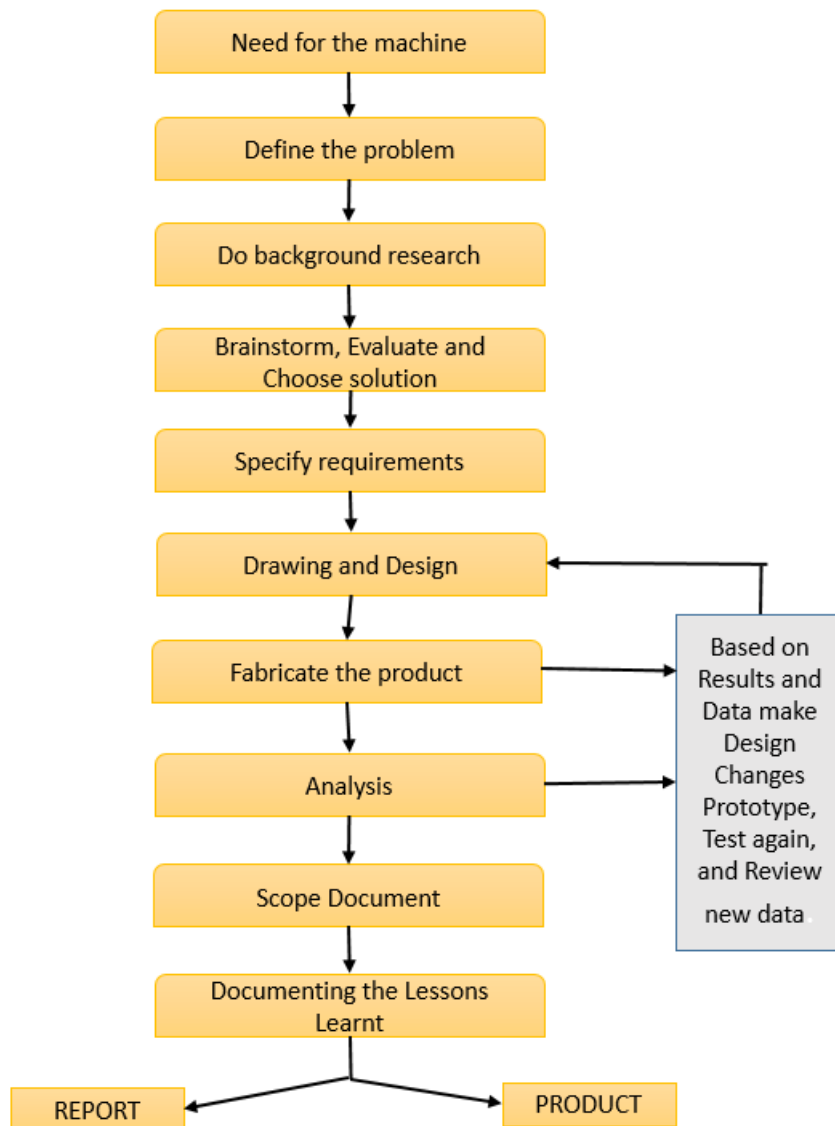 Need for the machine
Define the problem
Do background research
Brainstorm, Evaluate and
Choose solution
Specify requirements
Drawing and Design
Fabricate the product
Analysis
Scope Document
Documenting the Lessons
Learnt
REPORT
PRODUCT
Based on
Results and
Data make
Design
Changes
Prototype,
Test again,
and Review
new data.